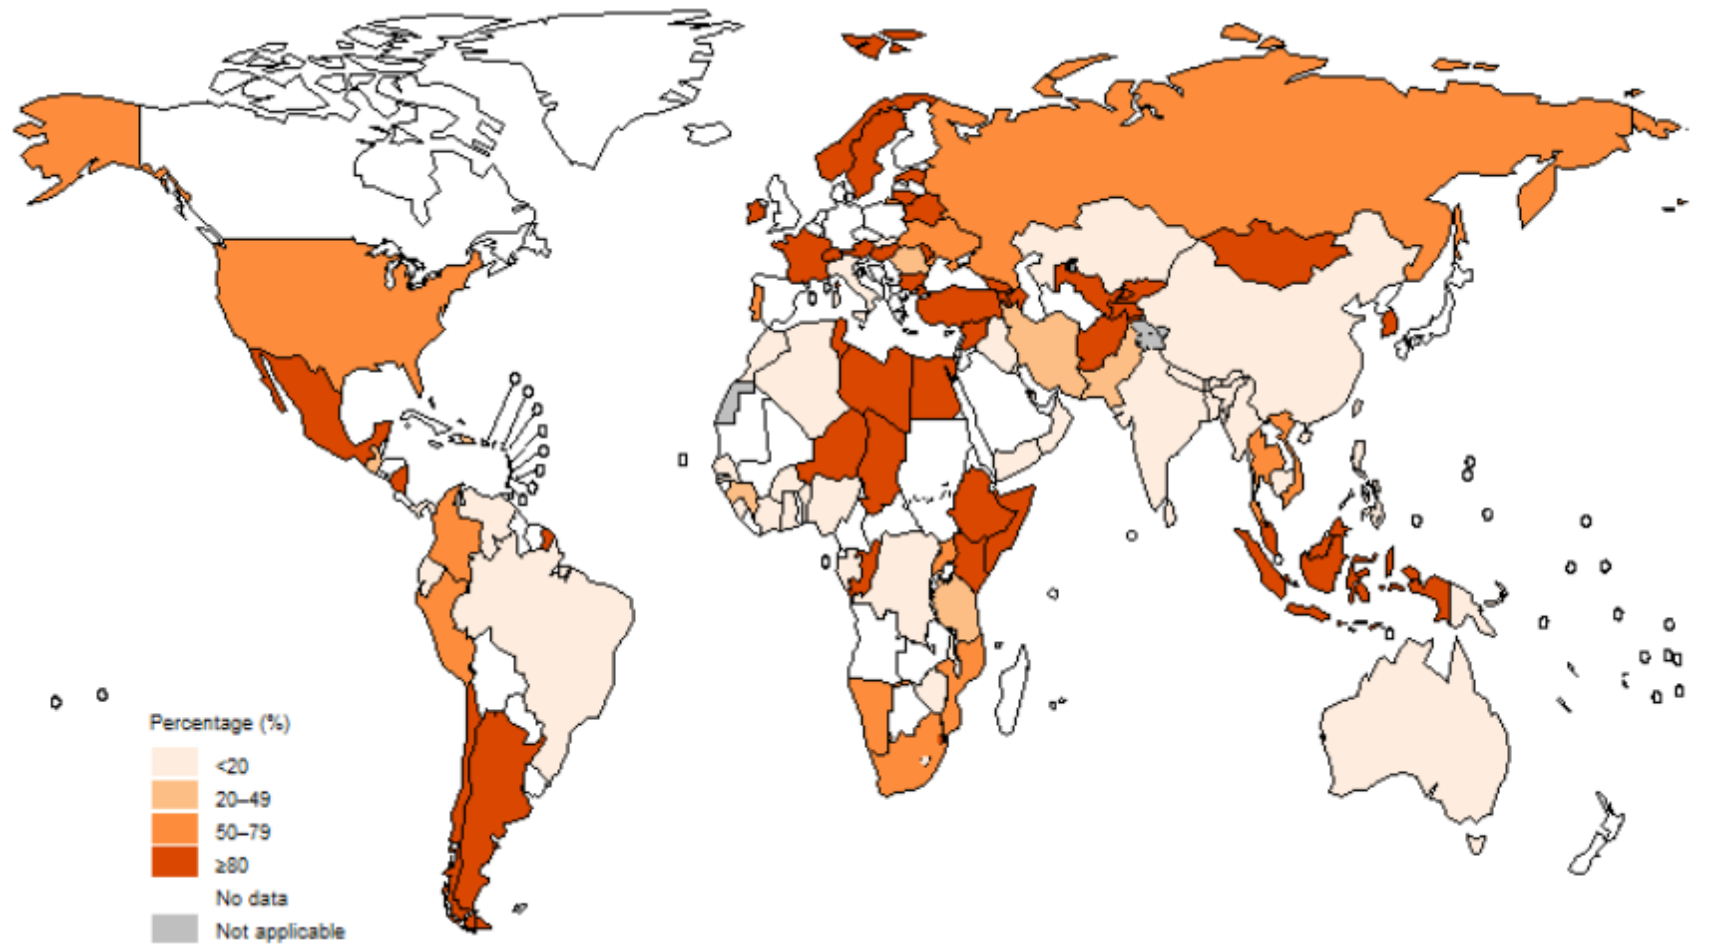 Percentage (%)
<20
20–49
50–79
≥80
No data
Not applicable